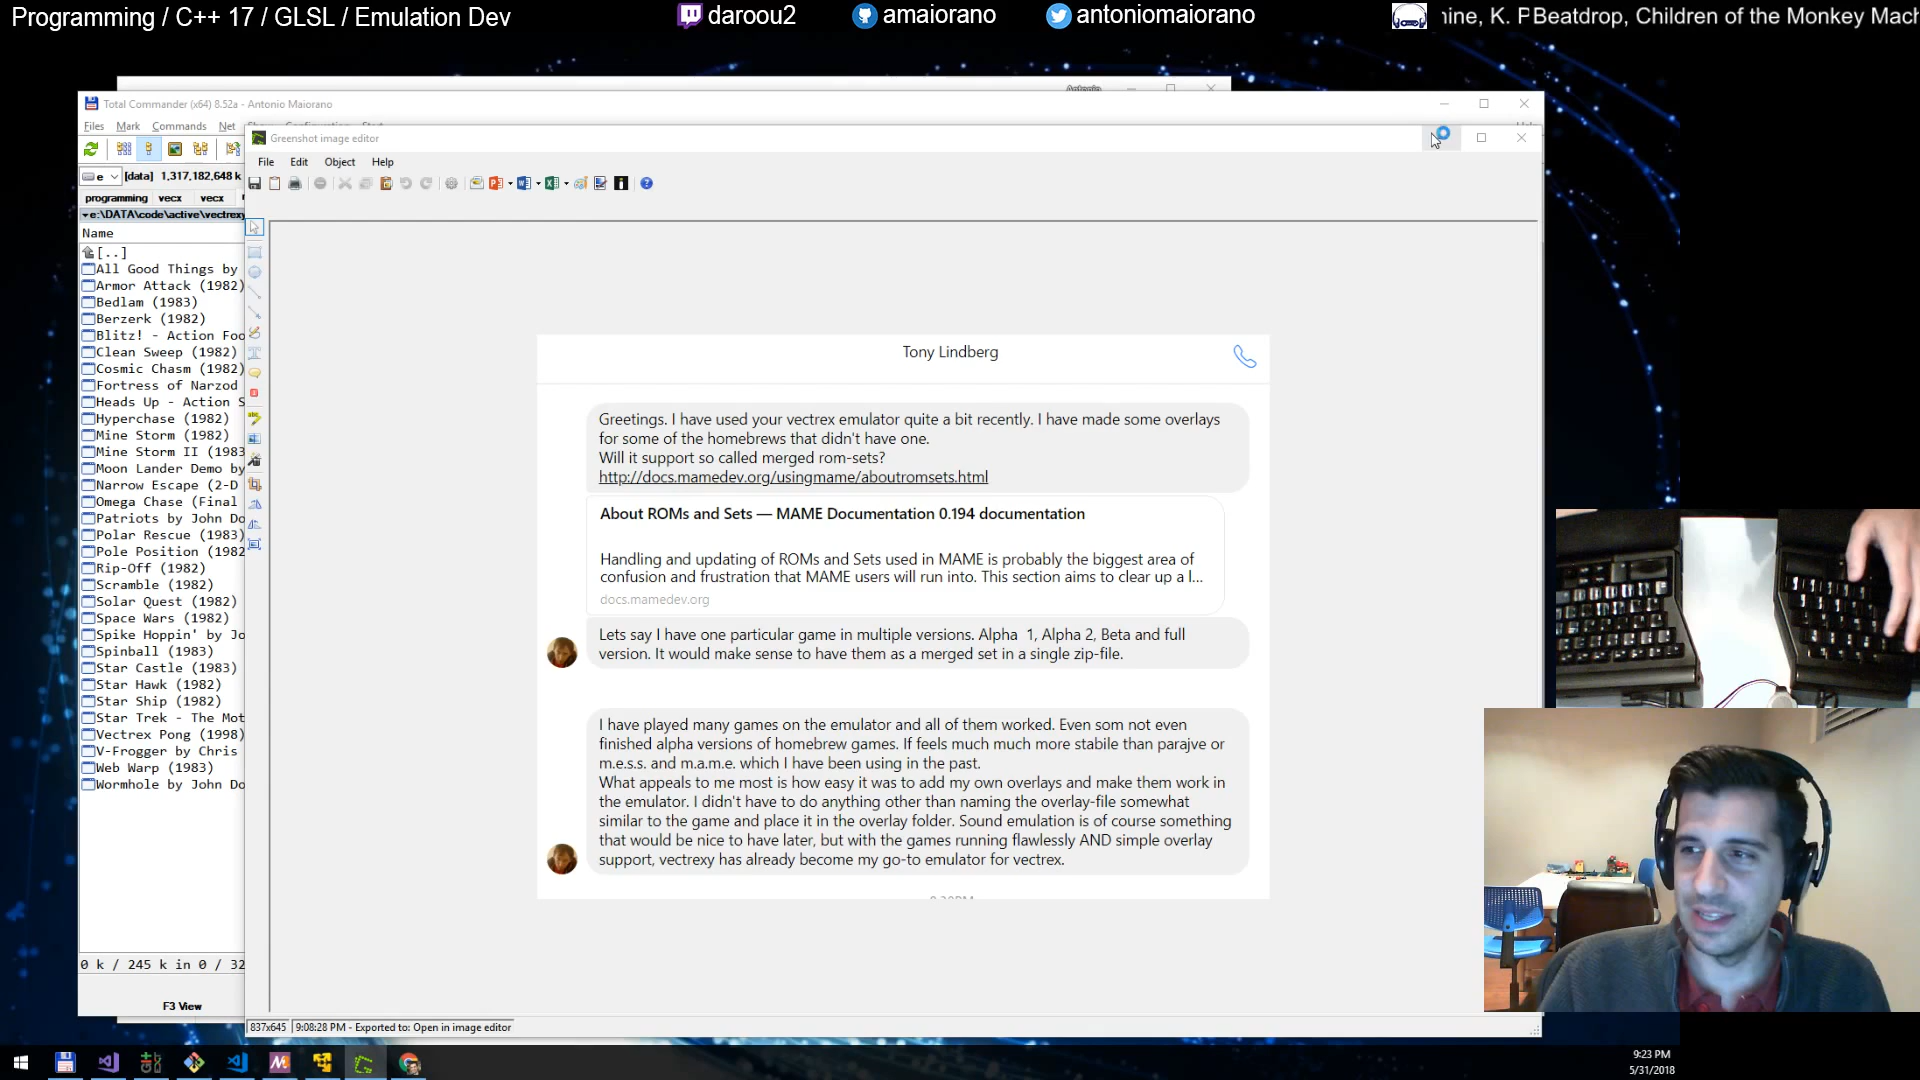 Programming / C++ 17 / GLSL / Emulation Dev
daroou2
amaiorano
antoniomaiorano
Beatdrop, Children of the Monkey Mach
Total Commander (x64) 8.52a - Antonio Maiorano
Files Mark Commands Net
Greenshot image editor
File Edit Object Help
e [data] 1,317,182,648 k
programming vecx vecx
e:\DATA\code\active\vectrexy
Name
[..]
All Good Things by
Armor Attack (1982)
Bedlam (1983)
Berzerk (1982)
Blitz! - Action Foo
Clean Sweep (1982)
Cosmic Chasm (1982)
Fortress of Narzod
Heads Up - Action S
Hyperchase (1982)
Mine Storm (1982)
Mine Storm II (1983
Moon Lander Demo by
Narrow Escape (2-D
Omega Chase (Final
Patriots by John Do
Polar Rescue (1983)
Pole Position (1982
Rip-Off (1982)
Scramble (1982)
Solar Quest (1982)
Space Wars (1982)
Spike Hoppin' by Jo
Spinball (1983)
Star Castle (1983)
Star Hawk (1982)
Star Ship (1982)
Star Trek - The Mot
Vectrex Pong (1998)
V-Frogger by Chris
Web Warp (1983)
Wormhole by John Do
0 k / 245 k in 0 / 32
F3 View
Tony Lindberg
Greetings. I have used your vectrex emulator quite a bit recently. I have made some overlays
for some of the homebrews that didn't have one.
Will it support so called merged rom-sets?
http://docs.mamedev.org/usingmame/aboutromsets.html
About ROMs and Sets — MAME Documentation 0.194 documentation
Handling and updating of ROMs and Sets used in MAME is probably the biggest area of
confusion and frustration that MAME users will run into. This section aims to clear up a l...
docs.mamedev.org
Lets say I have one particular game in multiple versions. Alpha 1, Alpha 2, Beta and full
version. It would make sense to have them as a merged set in a single zip-file.
I have played many games on the emulator and all of them worked. Even som not even
finished alpha versions of homebrew games. If feels much much more stabile than parajve or
m.e.s.s. and m.a.m.e. which I have been using in the past.
What appeals to me most is how easy it was to add my own overlays and make them work in
the emulator. I didn't have to do anything other than naming the overlay-file somewhat
similar to the game and place it in the overlay folder. Sound emulation is of course something
that would be nice to have later, but with the games running flawlessly AND simple overlay
support, vectrexy has already become my go-to emulator for vectrex.
837x645 9:08:28 PM - Exported to: Open in image editor
9:23 PM
5/31/2018